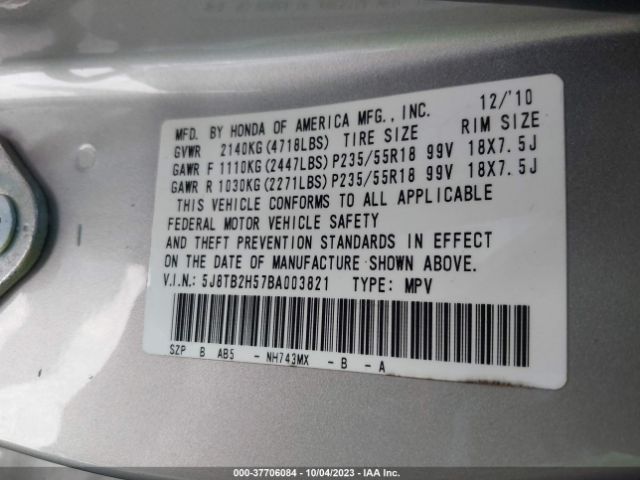 MFD. BY HONDA OF AMERICA MFG., INC. 12/'10
GVWR 2140KG(4718LBS) TIRE SIZE RIM SIZE
GAWR F 1110KG(2447LBS)P235/55R18 99V 18X7.5J
GAWR R 1030KG(2271LBS)P235/55R18 99V 18X7.5J
THIS VEHICLE CONFORMS TO ALL APPLICABLE
FEDERAL MOTOR VEHICLE SAFETY
AND THEFT PREVENTION STANDARDS IN EFFECT
ON THE DATE OF MANUFACTURE SHOWN ABOVE.
V.I.N.: 5J8TB2H57BA003821 TYPE: MPV
SZP B AB5 - NH743MX - B - A
000-37706084 | 10/04/2023 | IAAI.com